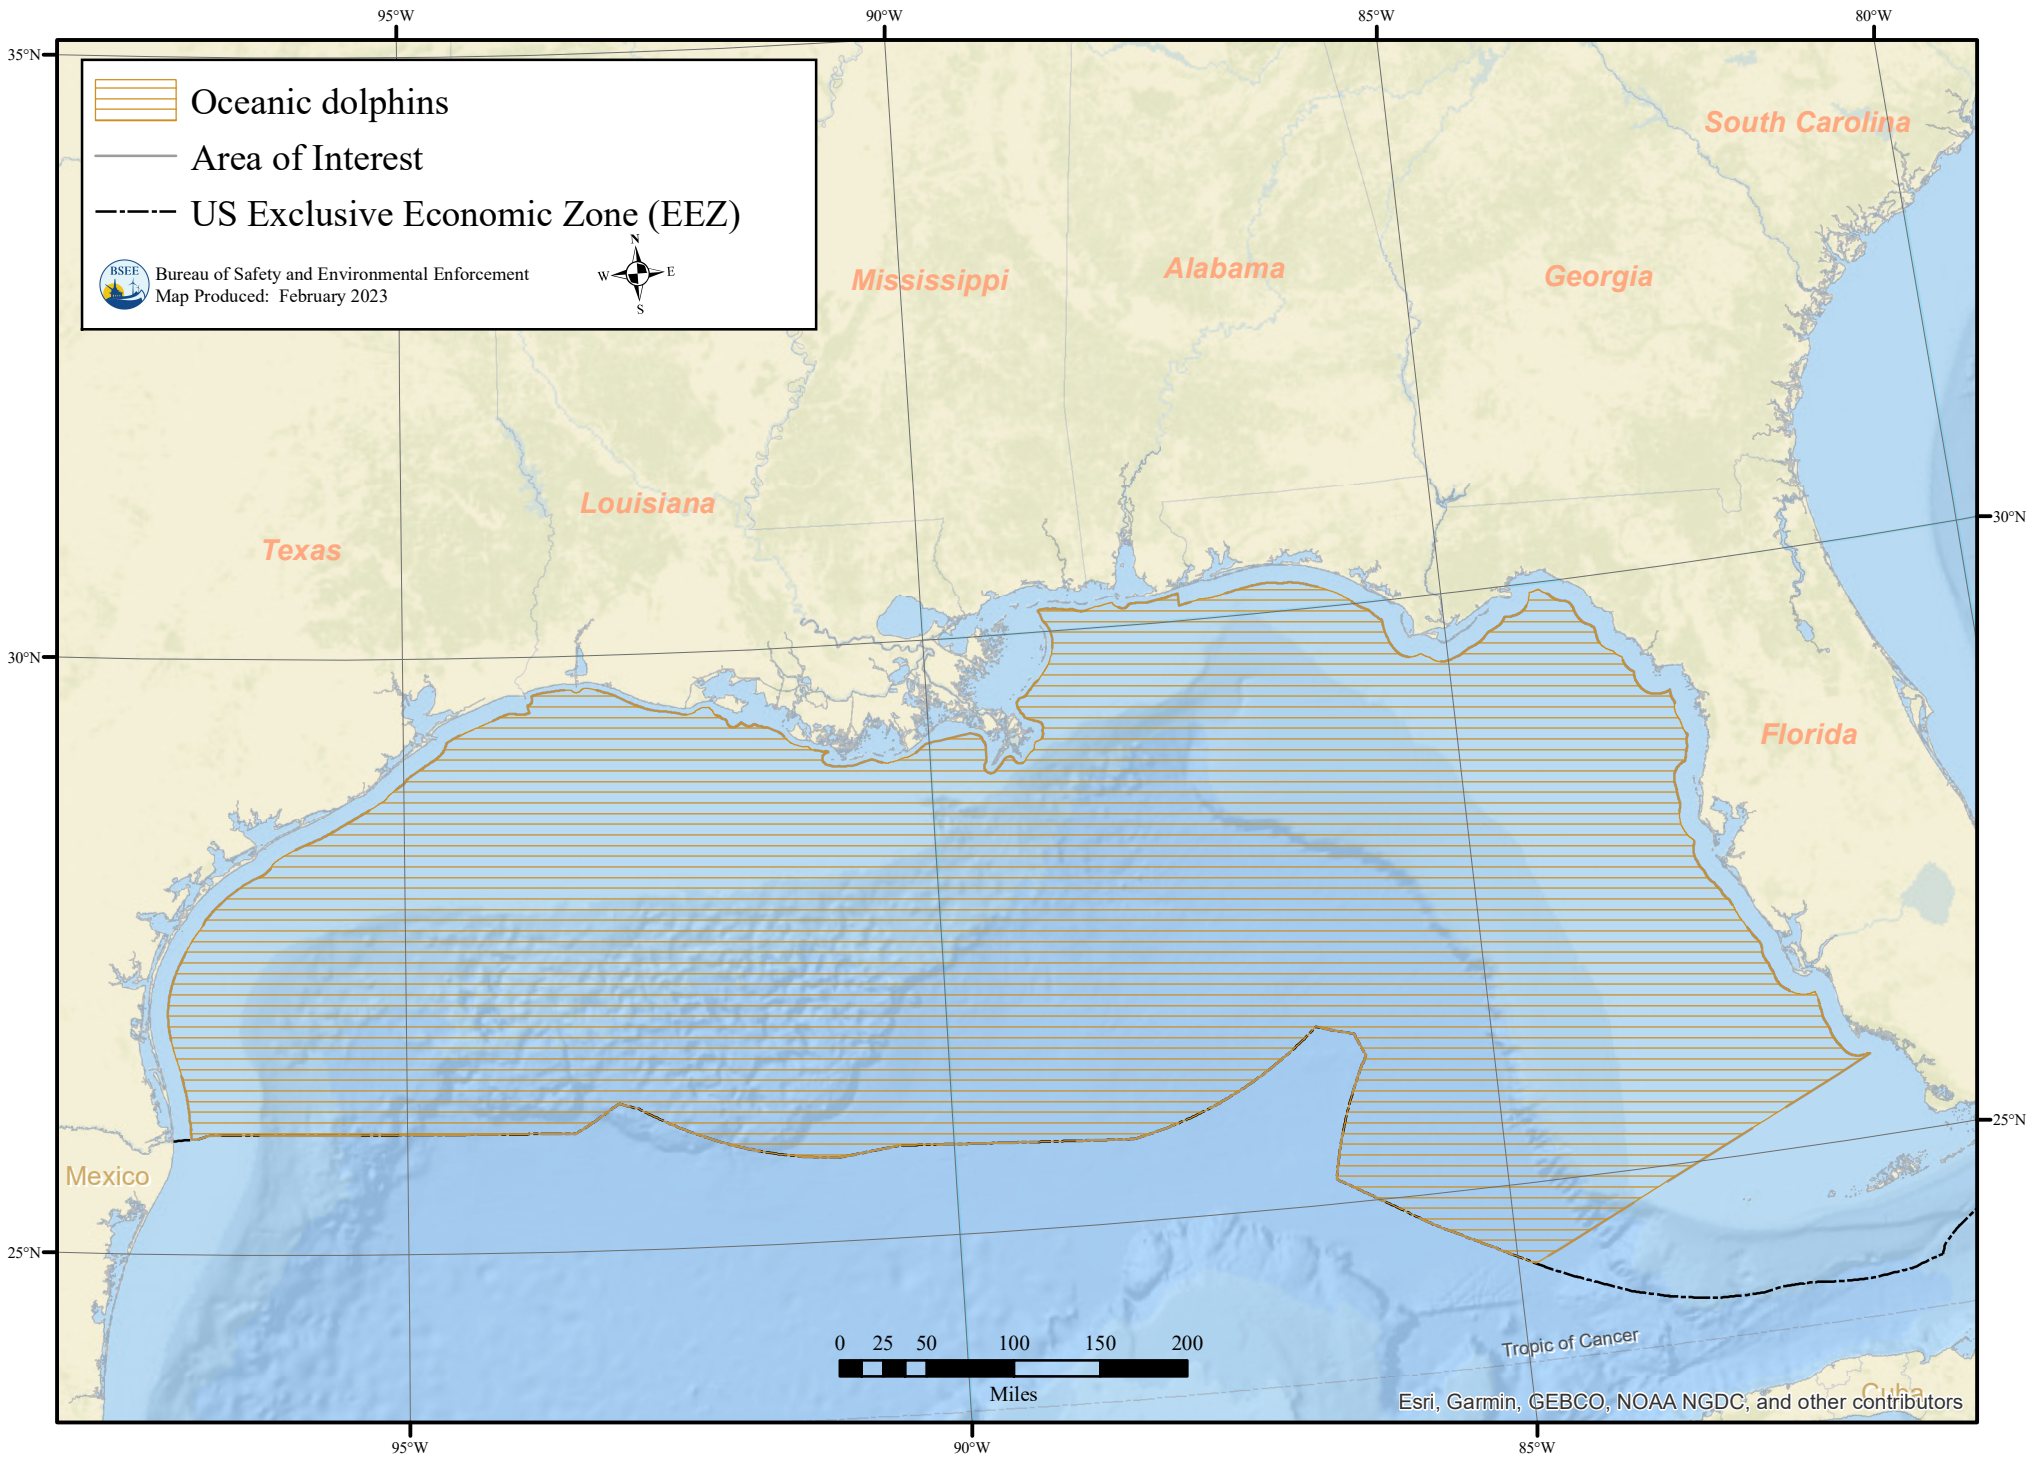 95°W 90°W 85°W 80°W
35°N
Oceanic dolphins
Area of Interest
US Exclusive Economic Zone (EEZ)
BSEE
Bureau of Safety and Environmental Enforcement
Map Produced: February 2023
N
W E
S
South Carolina
Mississippi
Alabama
Georgia
Louisiana
30°N
Texas
30°N
Florida
25°N
Mexico
25°N
0 25 50 100 150 200
Miles
Tropic of Cancer
Cuba
Esri, Garmin, GEBCO, NOAA NGDC, and other contributors
95°W 90°W 85°W